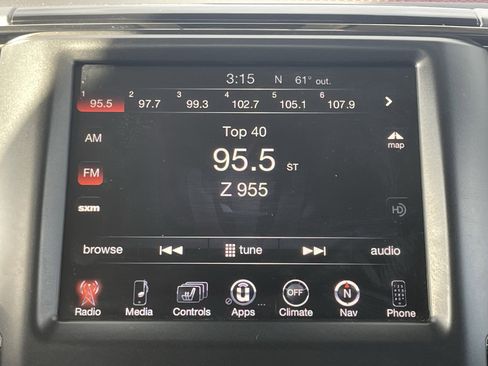 3:15 N 61° out.
1 2 3 4 5 6
95.5 97.7 99.3 102.7 105.1 107.9 >
AM Top 40
95.5 ST map
FM
Z 955
sxm HD
browse tune audio
OFF N
Radio Media Controls Apps Climate Nav Phone